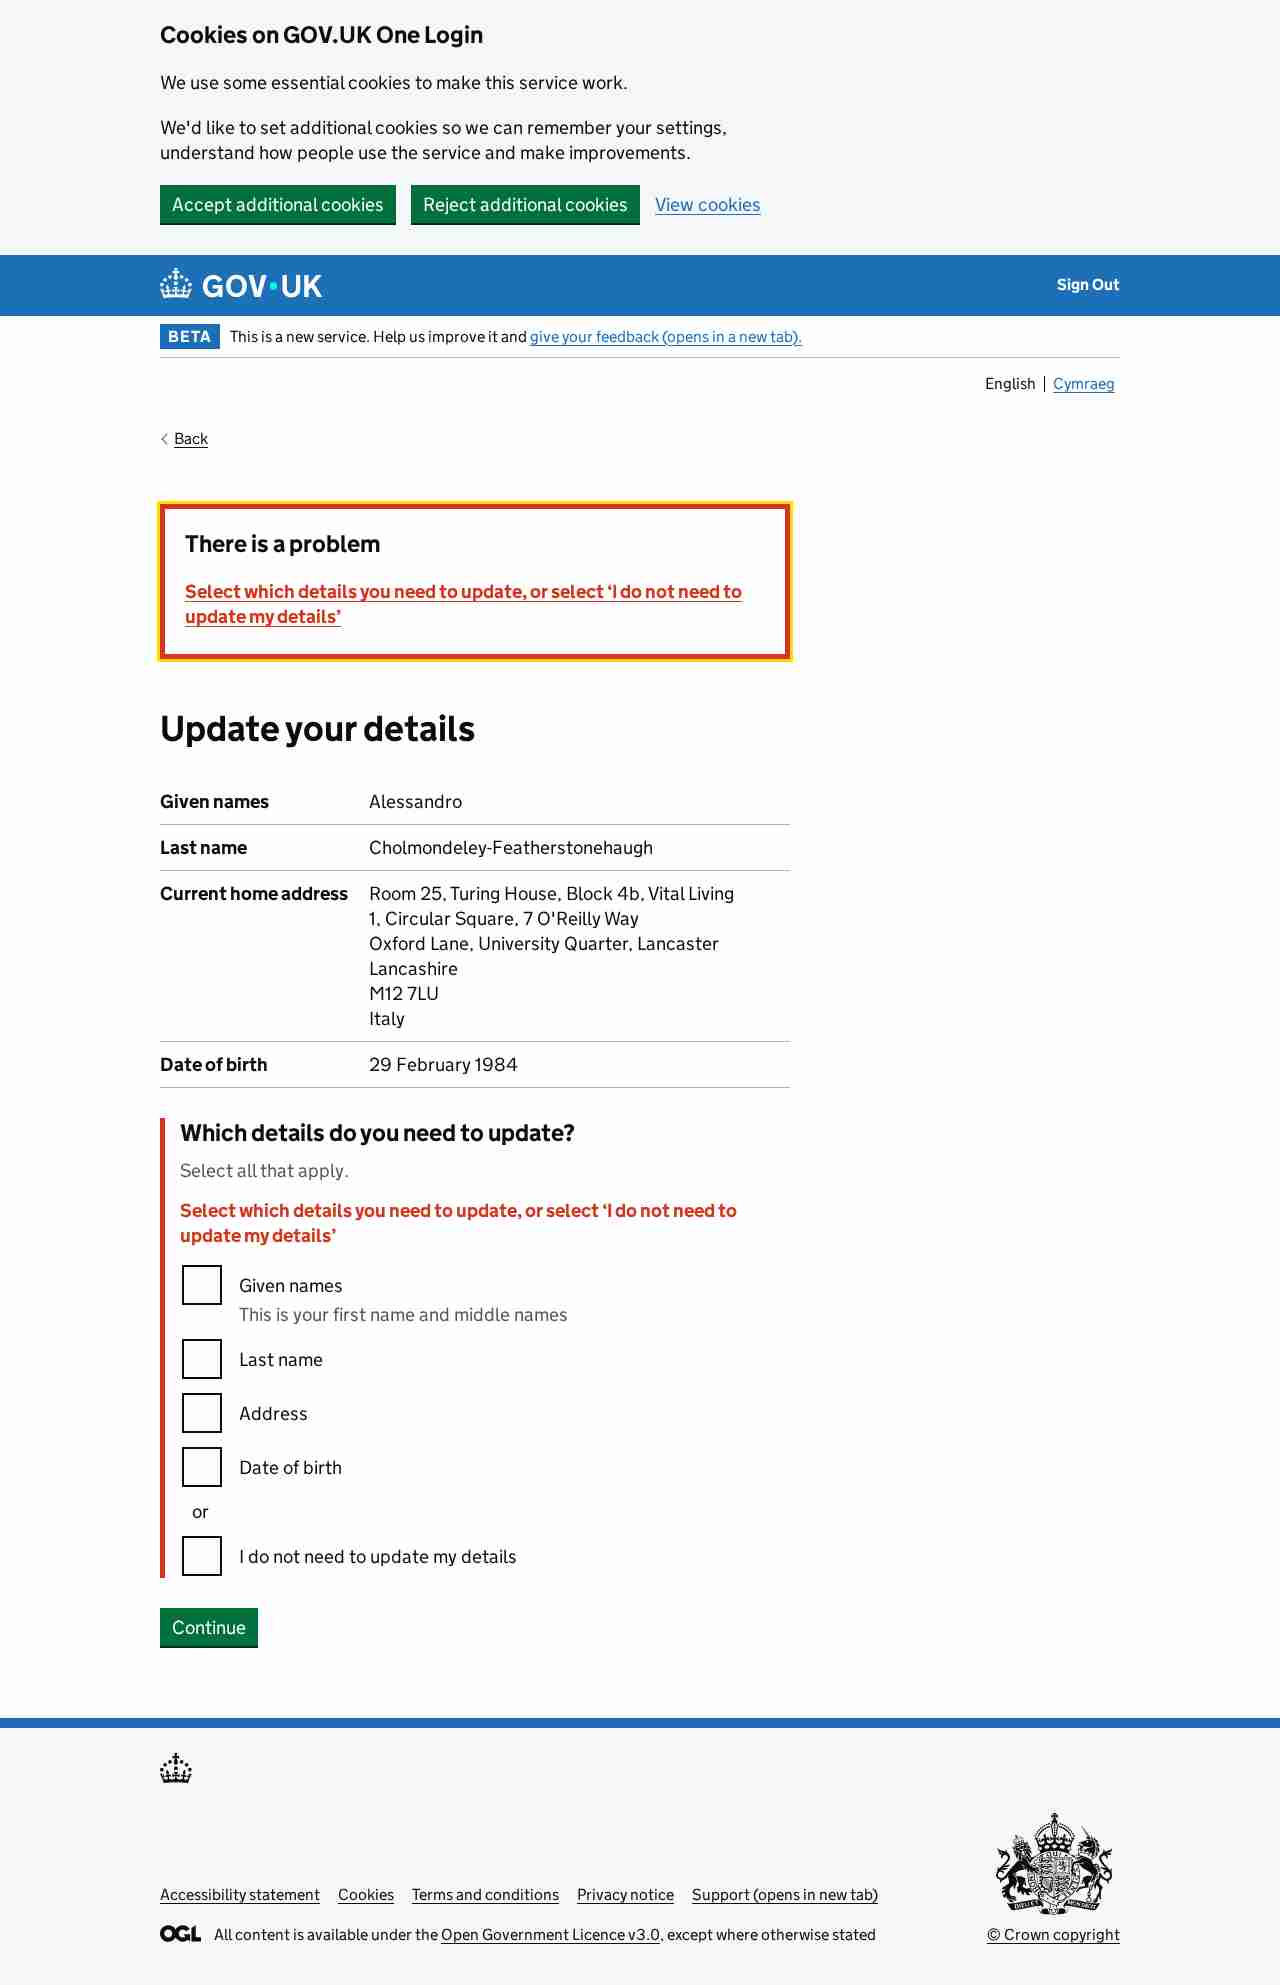 Cookies on GOV.UK One Login
We use some essential cookies to make this service work.
We'd like to set additional cookies so we can remember your settings,
understand how people use the service and make improvements.
Accept additional cookies
Reject additional cookies
View cookies
GOV·UK
Sign Out
BETA
This is a new service. Help us improve it and give your feedback (opens in a new tab).
English
Cymraeg
Back
There is a problem
Select which details you need to update, or select ‘I do not need to
update my details’
Update your details
Given names Alessandro
Last name Cholmondeley-Featherstonehaugh
Current home address Room 25, Turing House, Block 4b, Vital Living
1, Circular Square, 7 O'Reilly Way
Oxford Lane, University Quarter, Lancaster
Lancashire
M12 7LU
Italy
Date of birth 29 February 1984
Which details do you need to update?
Select all that apply.
Select which details you need to update, or select ‘I do not need to
update my details’
Given names
This is your first name and middle names
Last name
Address
Date of birth
or
I do not need to update my details
Continue
Accessibility statement Cookies Terms and conditions Privacy notice Support (opens in new tab)
OGL All content is available under the Open Government Licence v3.0, except where otherwise stated
© Crown copyright